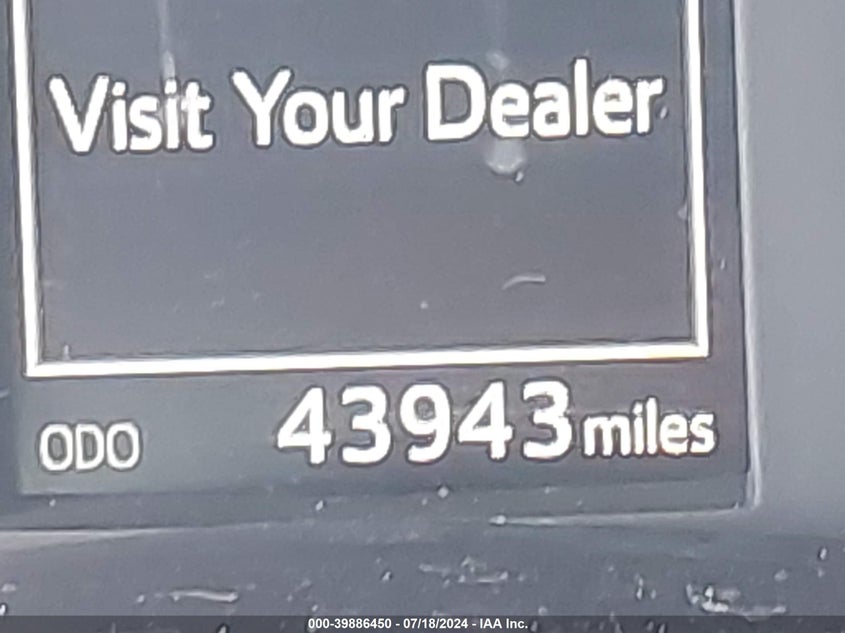 Visit Your Dealer
ODO 43943 miles
000-39886450 - 07/18/2024 - IAA Inc.